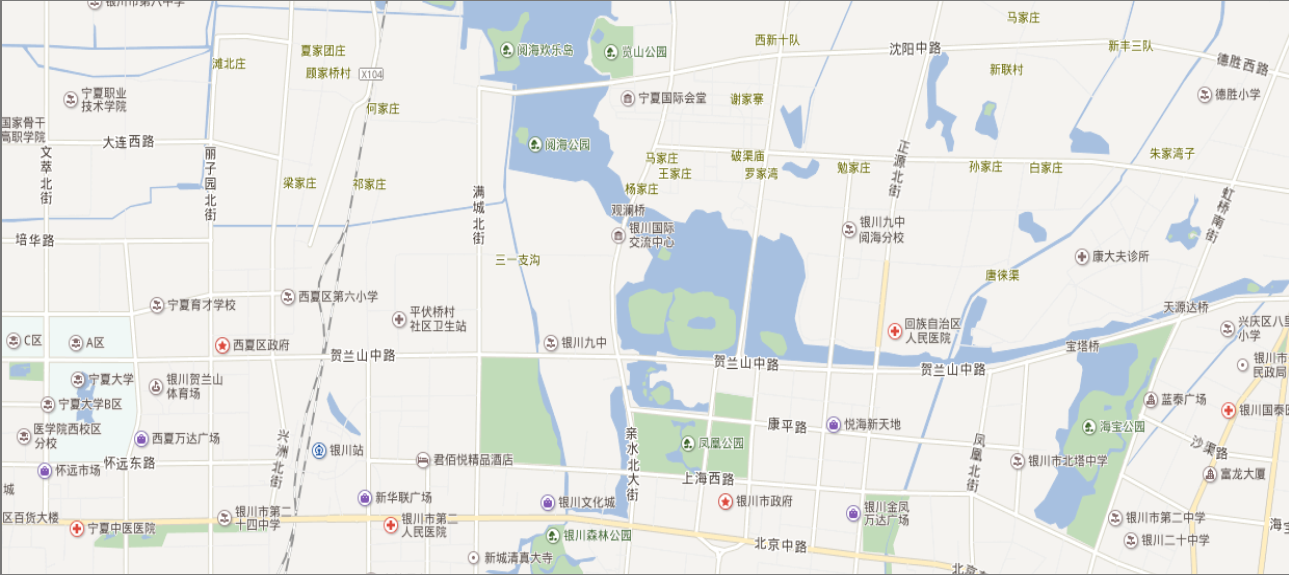 银川市第八中学
阅海欢乐岛
览山公园
夏家团庄
滩北庄
顾家桥村
X104
何家庄
马家庄
西新十队
沈阳中路
新丰三队
德胜西路
新联村
德胜小学
宁夏职业
技术学院
宁夏国际会堂
谢家寨
国家骨干
高职学院
大连西路
文萃北街
丽子园北街
阅海公园
马家庄
王家庄
破渠庙
罗家湾
勉家庄
正源北街
孙家庄
白家庄
朱家湾子
梁家庄
祁家庄
满城北街
杨家庄
观澜桥
银川国际
交流中心
银川九中
阅海分校
虹桥南街
培华路
三一支沟
康大夫诊所
唐徕渠
宁夏育才学校
西夏区第六小学
平伏桥村
社区卫生站
天源达桥
兴庆区八里
小学
C区
A区
西夏区政府
贺兰山中路
银川九中
贺兰山中路
回族自治区
人民医院
贺兰山中路
宝塔桥
银川市
民政局
宁夏大学
银川贺兰山
体育场
宁夏大学B区
蓝泰广场
银川国泰医
医学院西校区
分校
西夏万达广场
兴洲北街
银川站
亲水北大街
凤凰公园
康平路
悦海新天地
凤凰北街
海宝公园
沙渠路
怀远市场
怀远东路
君佰悦精品酒店
上海西路
银川市北塔中学
富龙大厦
城
区百货大楼
宁夏中医医院
银川市第二
十四中学
新华联广场
银川市第二
人民医院
银川文化城
银川市政府
银川金凤
万达广场
银川市第二中学
海宝
银川森林公园
新城清真大寺
北京中路
银川二十中学
北京